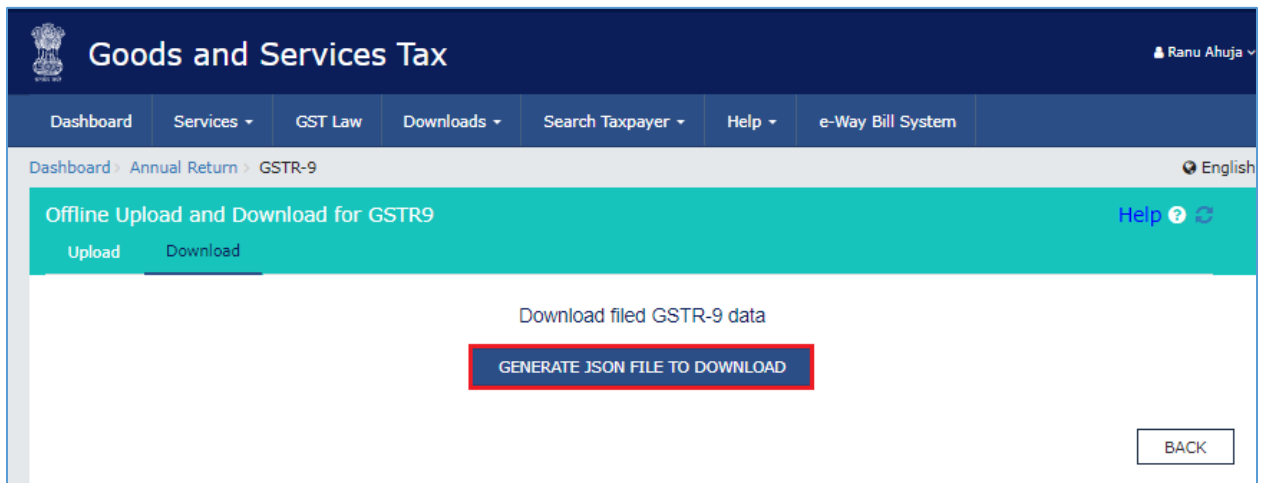 Goods and Services Tax
Ranu Ahuja
Dashboard Services GST Law Downloads Search Taxpayer Help e-Way Bill System
Dashboard > Annual Return > GSTR-9 English
Offline Upload and Download for GSTR9 Help ?
Upload Download
Download filed GSTR-9 data
GENERATE JSON FILE TO DOWNLOAD
BACK